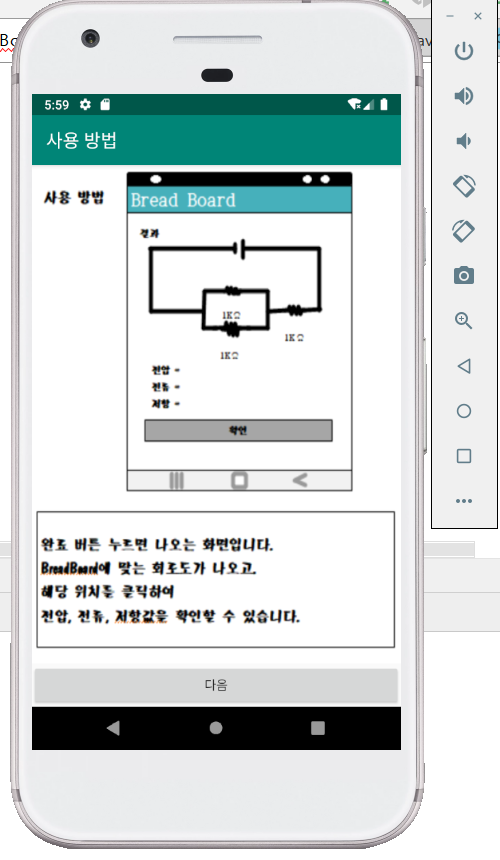 Bo
av
5:59
사용 방법
사용 방법
Bread Board
결과
1KΩ
1KΩ
1KΩ
전압 =
전류 =
저항 =
확인
완료 버튼 누르면 나오는 화면입니다.
BreadBoard에 맞는 회로도가 나오고.
해당 위치를 클릭하여
전압, 전류, 저항값을 확인할 수 있습니다.
다음